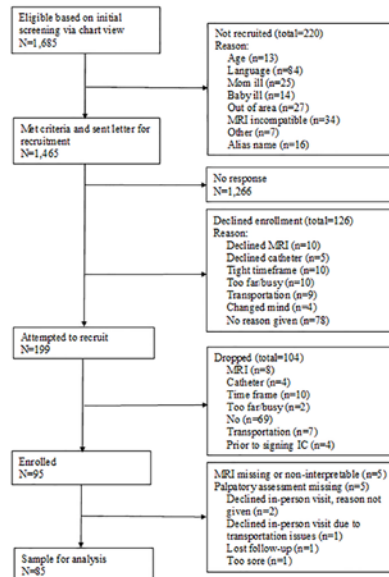 Eligible based on initial
screening via chart view
N=1,685
Not recruited (total=220)
Reason:
Age (n=13)
Language (n=84)
Mom ill (n=25)
Baby ill (n=14)
Out of area (n=27)
MRI incompatible (n=34)
Other (n=7)
Alias name (n=16)
Met criteria and sent letter for
recruitment
N=1,465
No response
N=1,266
Declined enrollment (total=126)
Reason:
Declined MRI (n=10)
Declined catheter (n=5)
Tight timeframe (n=10)
Too far/busy (n=10)
Transportation (n=9)
Changed mind (n=4)
No reason given (n=78)
Attempted to recruit
N=199
Dropped (total=104)
MRI (n=8)
Catheter (n=4)
Time frame (n=10)
Too far/busy (n=2)
No (n=69)
Transportation (n=7)
Prior to signing IC (n=4)
Enrolled
N=95
MRI missing or non-interpretable (n=5)
Palpatory assessment missing (n=5)
Declined in-person visit, reason not
given (n=2)
Declined in-person visit due to
transportation issues (n=1)
Lost follow-up (n=1)
Too sore (n=1)
Sample for analysis
N=85